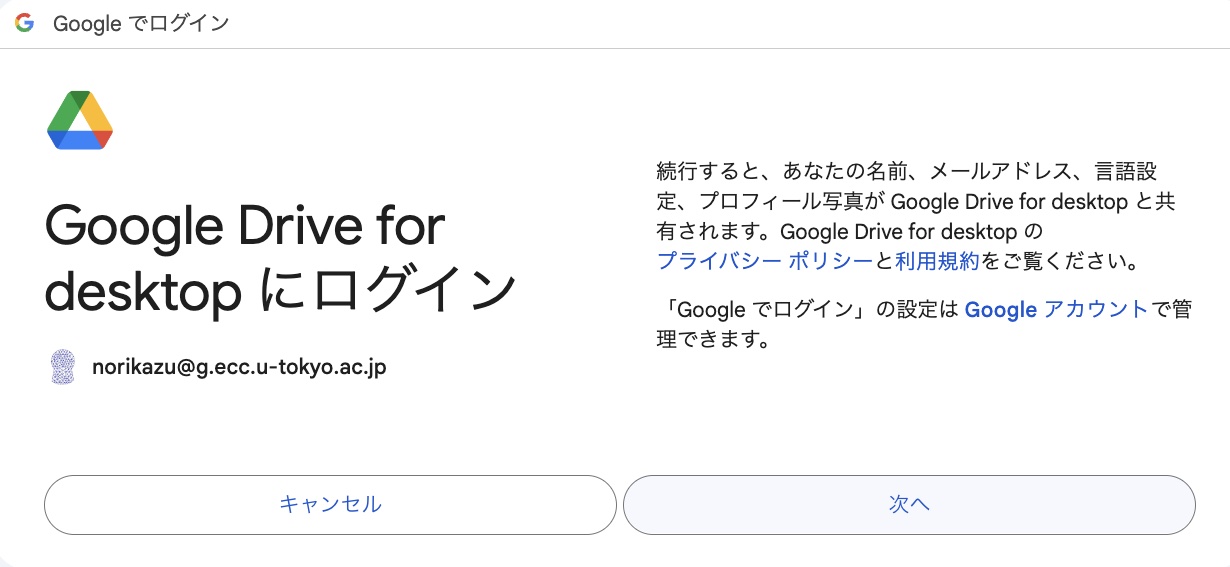 Google でログイン
Google Drive for
desktop にログイン
norikazu@g.ecc.u-tokyo.ac.jp
続行すると、あなたの名前、メールアドレス、言語設
定、プロフィール写真が Google Drive for desktop と共
有されます。Google Drive for desktop の
プライバシー ポリシーと利用規約をご覧ください。
「Google でログイン」の設定は Google アカウントで管
理できます。
キャンセル
次へ